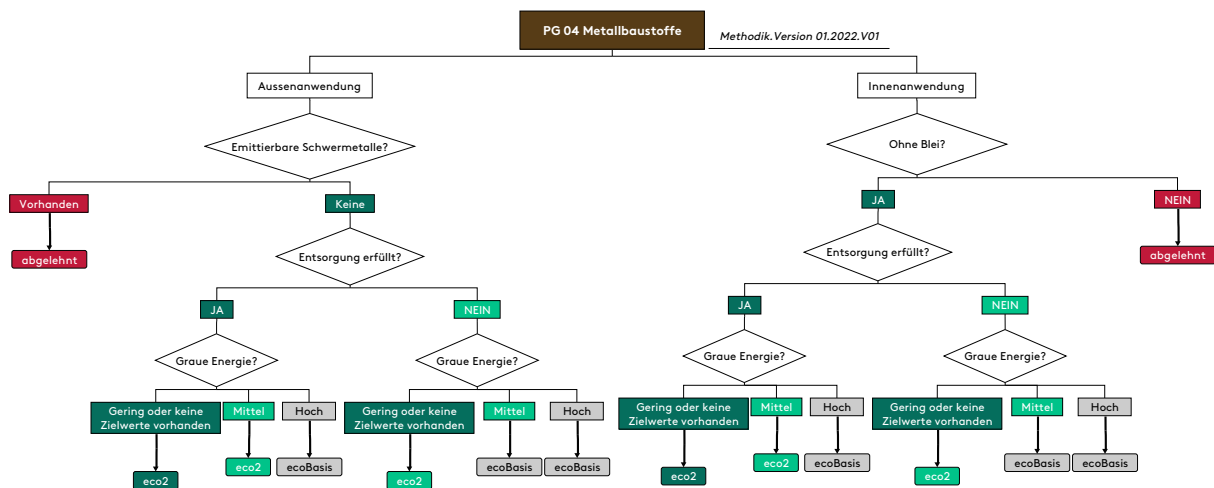 PG 04 Metallbaustoffe
Methodik.Version 01.2022.V01
Aussenanwendung
Innenanwendung
Emittierbare Schwermetalle?
Ohne Blei?
Vorhanden
Keine
JA
NEIN
abgelehnt
Entsorgung erfüllt?
Entsorgung erfüllt?
abgelehnt
JA
NEIN
JA
NEIN
Graue Energie?
Graue Energie?
Graue Energie?
Graue Energie?
Gering oder keine
Zielwerte vorhanden
Mittel
Hoch
Gering oder keine
Zielwerte vorhanden
Mittel
Hoch
Gering oder keine
Zielwerte vorhanden
Mittel
Hoch
Gering oder keine
Zielwerte vorhanden
Mittel
Hoch
eco2
eco2
ecoBasis
eco2
ecoBasis
ecoBasis
eco2
eco2
ecoBasis
eco2
ecoBasis
ecoBasis